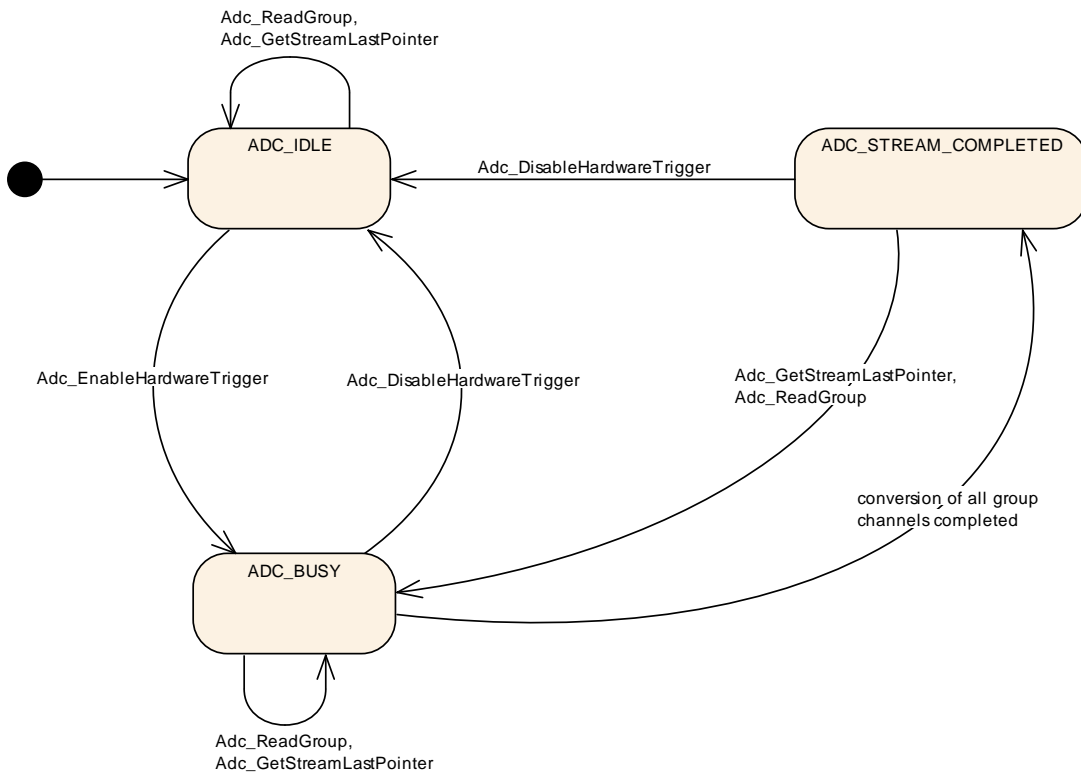 Adc_ReadGroup,
Adc_GetStreamLastPointer
ADC_IDLE
ADC_STREAM_COMPLETED
Adc_DisableHardwareTrigger
Adc_EnableHardwareTrigger
Adc_DisableHardwareTrigger
Adc_GetStreamLastPointer,
Adc_ReadGroup
conversion of all group
channels completed
ADC_BUSY
Adc_ReadGroup,
Adc_GetStreamLastPointer